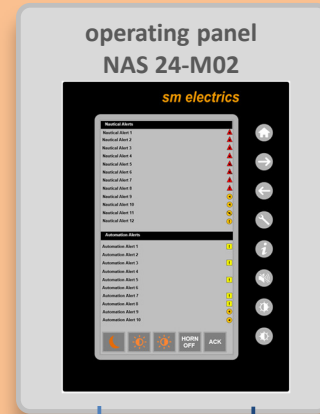 operating panel
NAS 24-M02
sm electrics
Nautical Alerts
Nautical Alert 1
Nautical Alert 2
Nautical Alert 3
Nautical Alert 4
Nautical Alert 5
Nautical Alert 6
Nautical Alert 7
Nautical Alert 8
Nautical Alert 9
Nautical Alert 10
Nautical Alert 11
Nautical Alert 12
Automation Alerts
Automation Alert 1
Automation Alert 2
Automation Alert 3
Automation Alert 4
Automation Alert 5
Automation Alert 6
Automation Alert 7
Automation Alert 8
Automation Alert 9
Automation Alert 10
HORN OFF ACK